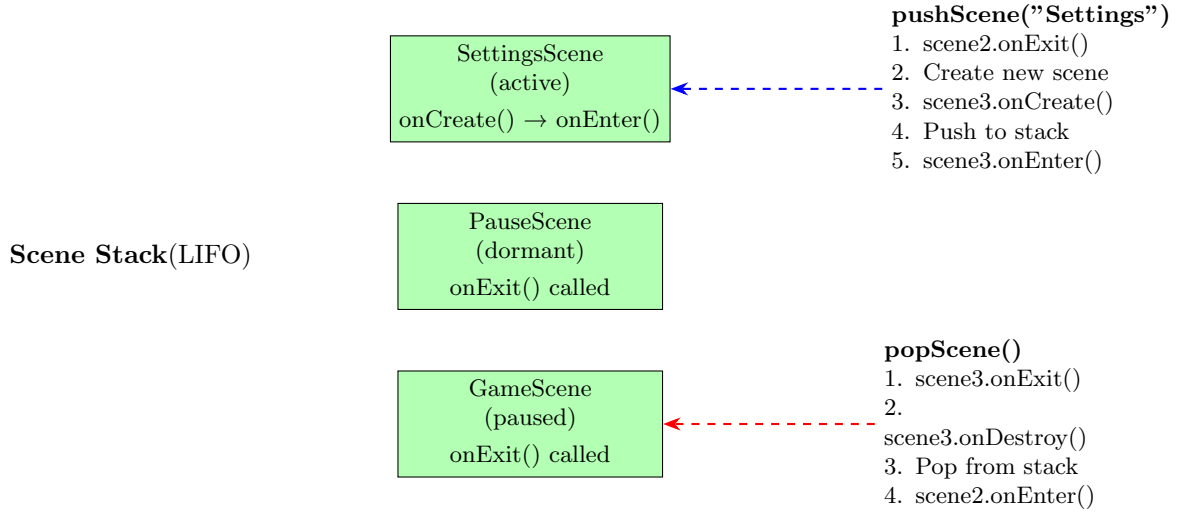 Scene Stack(LIFO)
SettingsScene
(active)
onCreate() → onEnter()
PauseScene
(dormant)
onExit() called
GameScene
(paused)
onExit() called
pushScene(”Settings”)
1. scene2.onExit()
2. Create new scene
3. scene3.onCreate()
4. Push to stack
5. scene3.onEnter()
popScene()
1. scene3.onExit()
2.
scene3.onDestroy()
3. Pop from stack
4. scene2.onEnter()